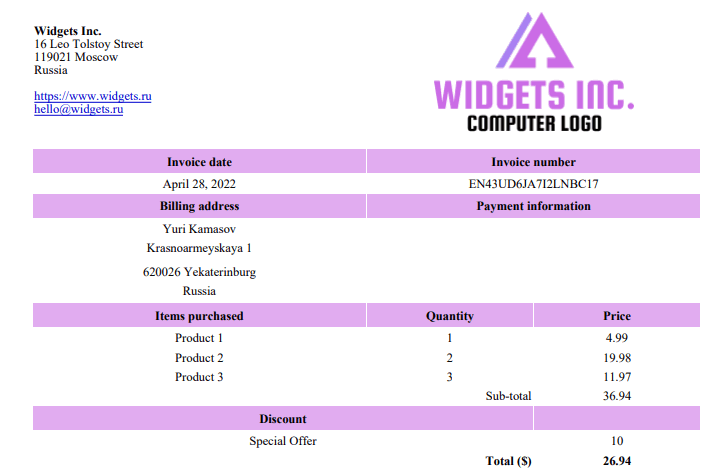 Widgets Inc.
16 Leo Tolstoy Street
119021 Moscow
Russia
https://www.widgets.ru
hello@widgets.ru
WIDGETS INC.
COMPUTER LOGO
Invoice date Invoice number
April 28, 2022 EN43UD6JA7I2LNBC17
Billing address Payment information
Yuri Kamasov
Krasnoarmeyskaya 1
620026 Yekaterinburg
Russia
Items purchased Quantity Price
Product 1 1 4.99
Product 2 2 19.98
Product 3 3 11.97
Sub-total 36.94
Discount
Special Offer 10
Total ($) 26.94